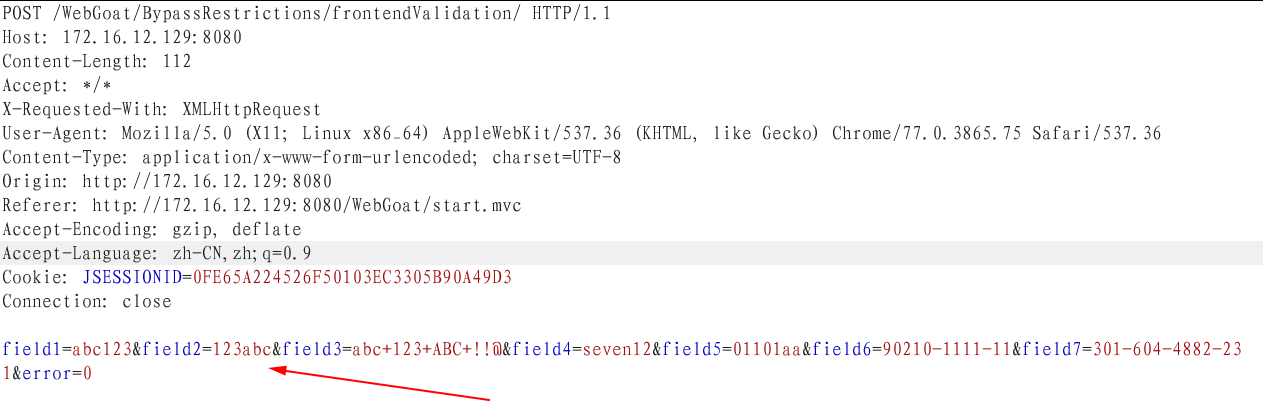 POST /WebGoat/BypassRestrictions/frontendValidation/ HTTP/1.1
Host: 172.16.12.129:8080
Content-Length: 112
Accept: */*
X-Requested-With: XMLHttpRequest
User-Agent: Mozilla/5.0 (X11; Linux x86_64) AppleWebKit/537.36 (KHTML, like Gecko) Chrome/77.0.3865.75 Safari/537.36
Content-Type: application/x-www-form-urlencoded; charset=UTF-8
Origin: http://172.16.12.129:8080
Referer: http://172.16.12.129:8080/WebGoat/start.mvc
Accept-Encoding: gzip, deflate
Accept-Language: zh-CN,zh;q=0.9
Cookie: JSESSIONID=0FE65A224526F50103EC3305B90A49D3
Connection: close
field1=abc123&field2=123abc&field3=abc+123+ABC+!!@&field4=seven12&field5=01101aa&field6=90210-1111-11&field7=301-604-4882-23
1&error=0